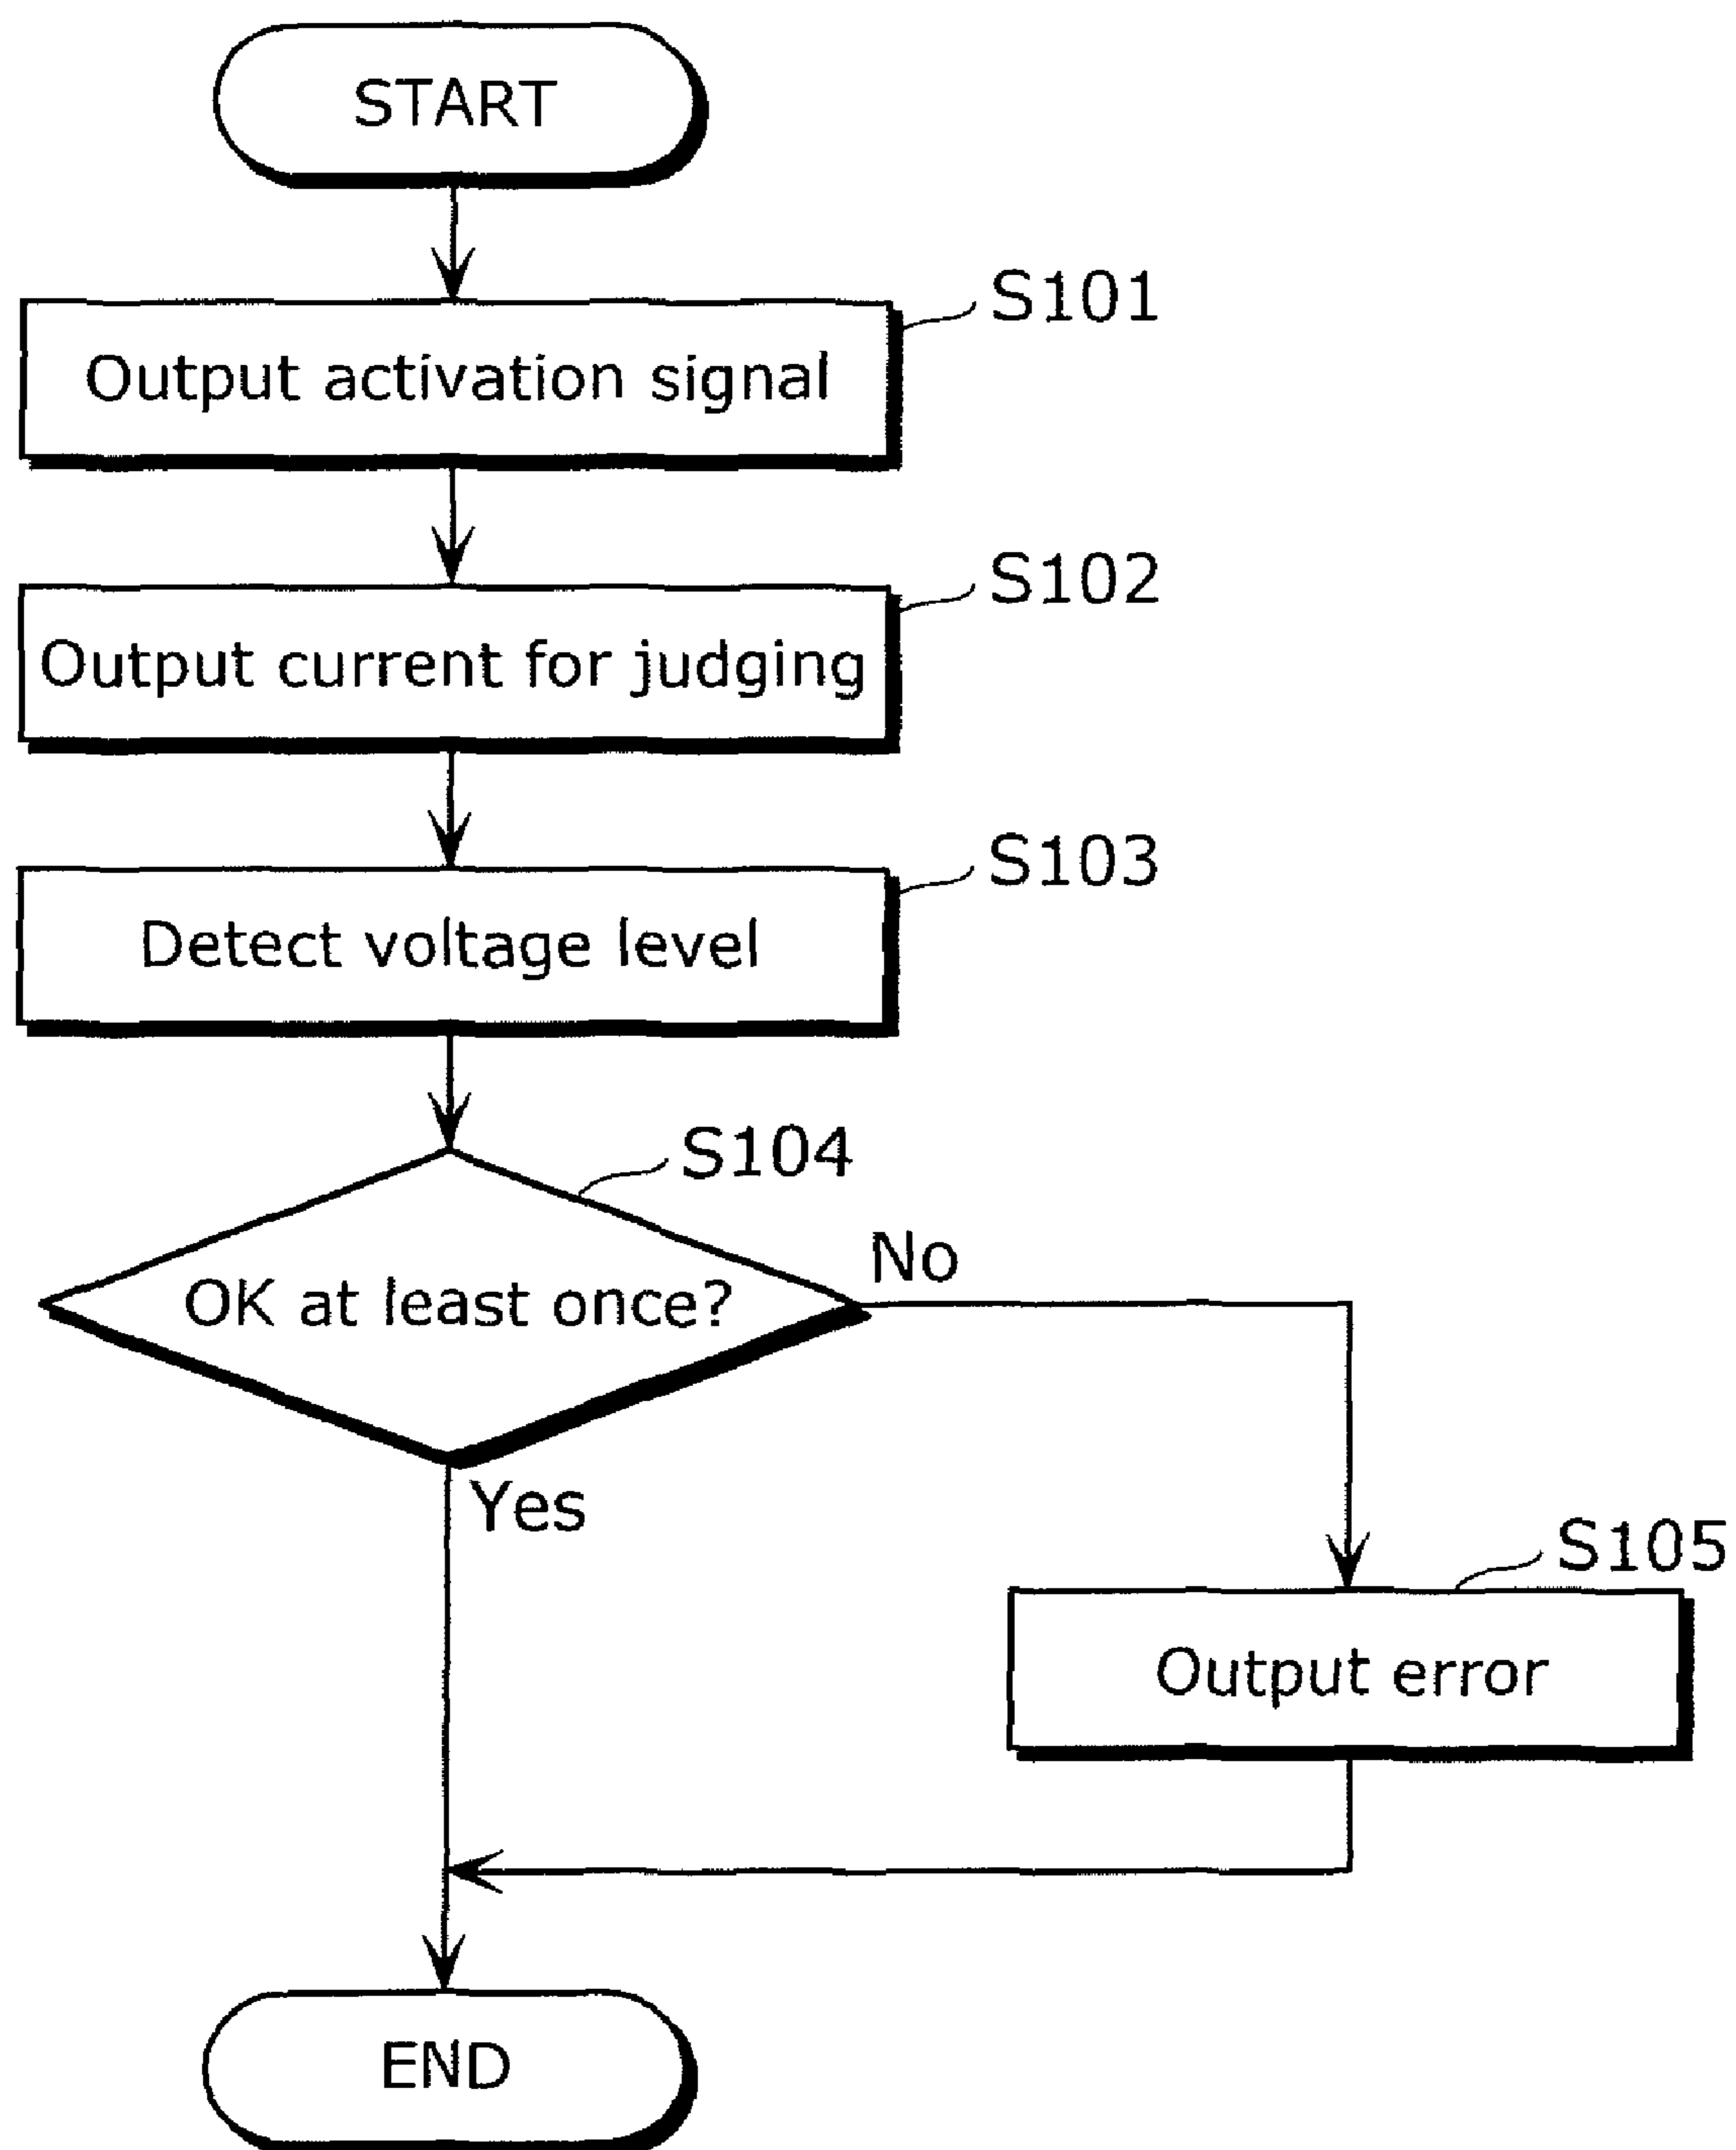 START
S101
Output activation signal
S102
Output current for judging
S103
Detect voltage level
S104
OK at least once?
No
Yes
S105
Output error
END